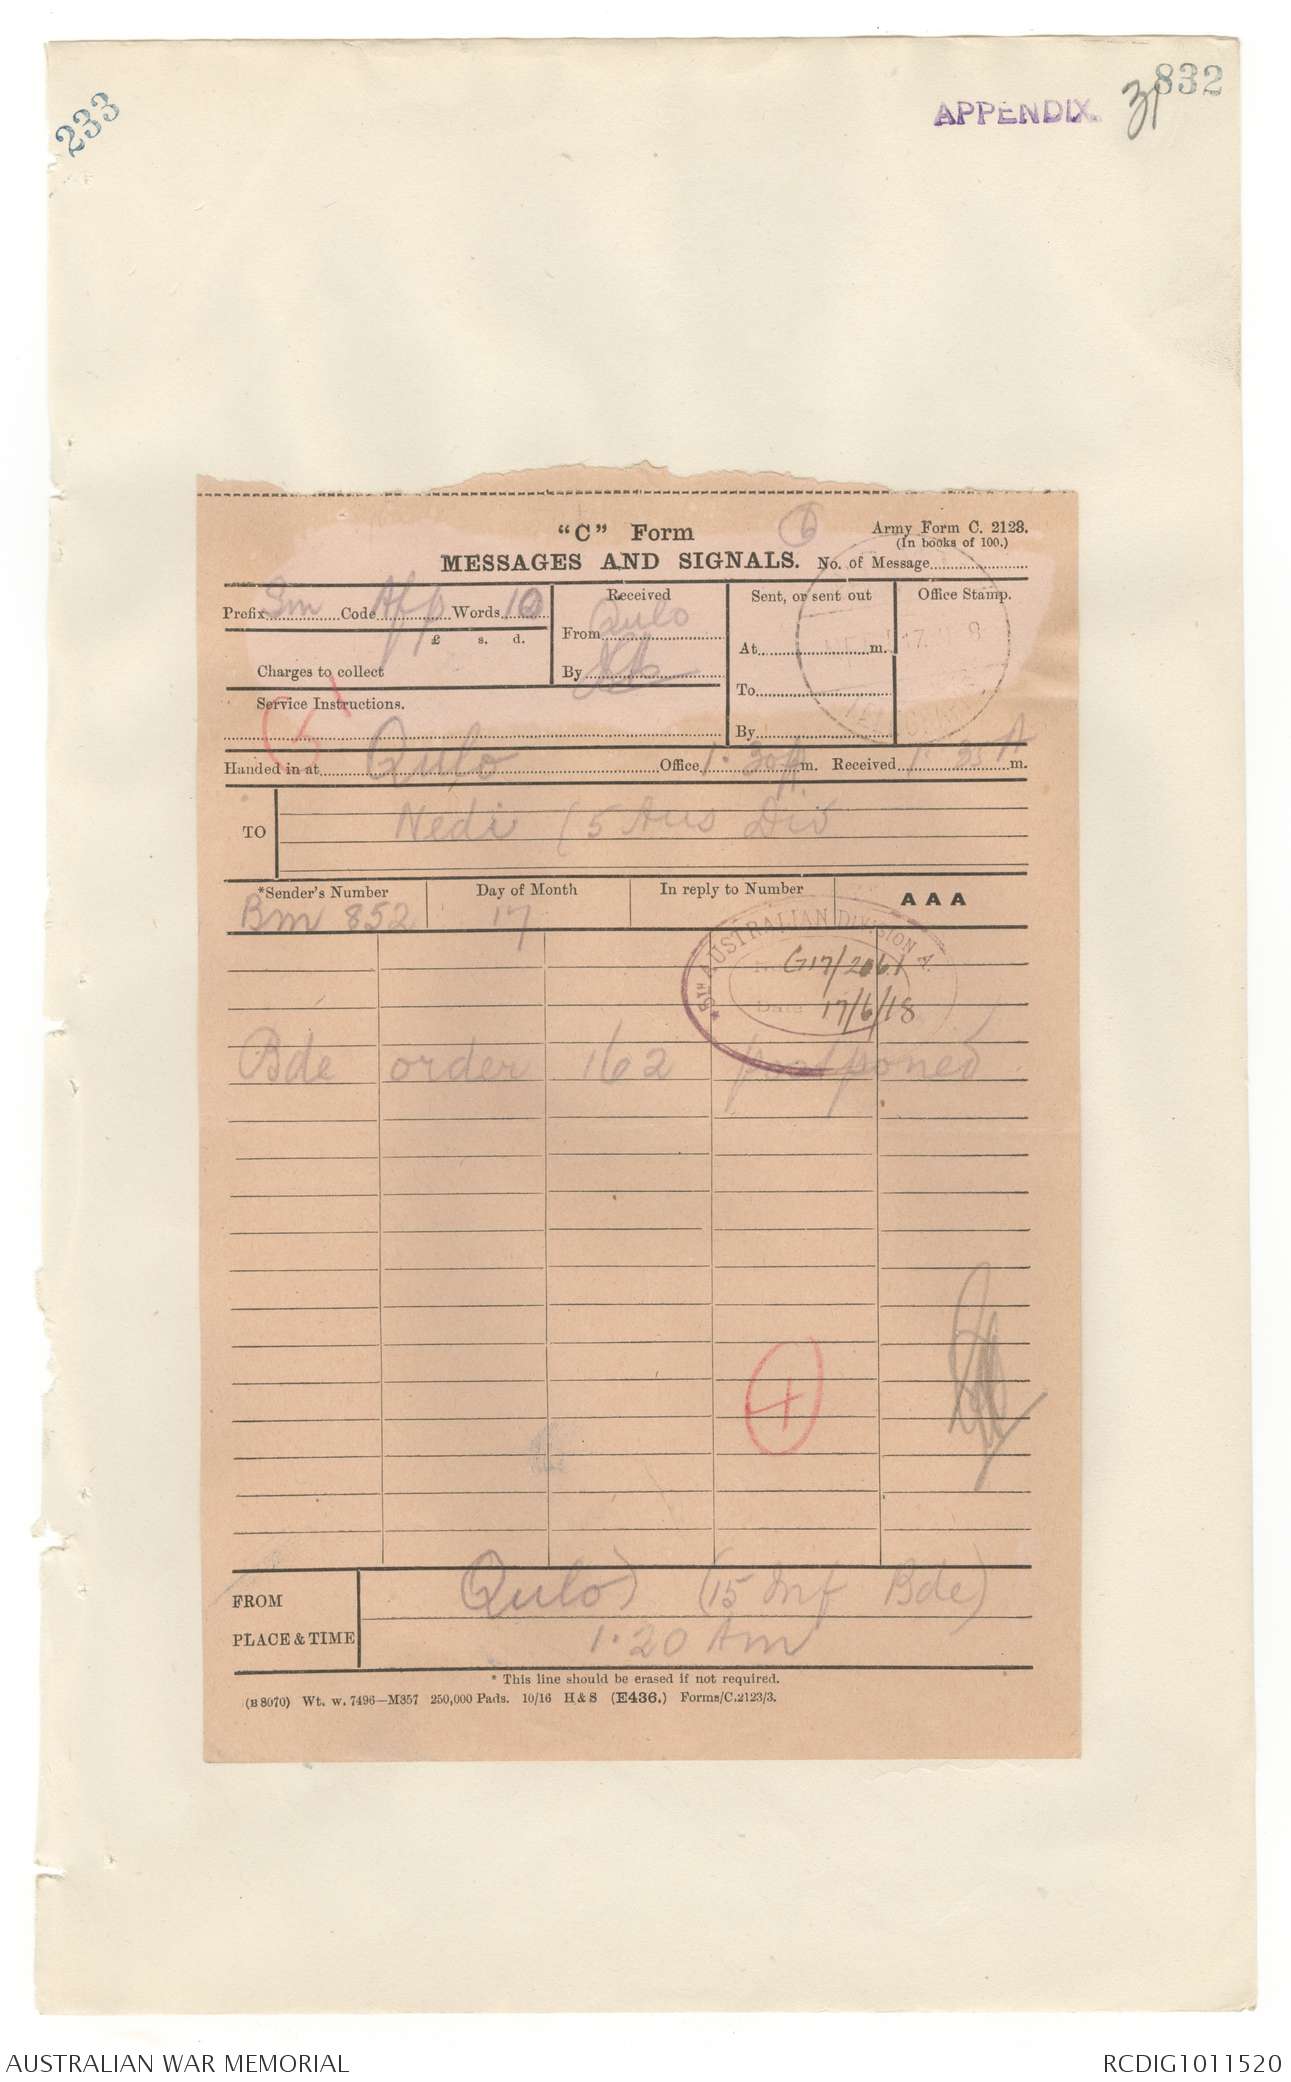 233
832
APPENDIX. 31
"C" Form
Army Form C. 2123.
(In books of 100.)
MESSAGES AND SIGNALS. No. of Message
Prefix Sm Code Words 10
£ s. d.
Charges to collect
Service Instructions.
Received
From Qulo
By
Sent, or sent out
At m.
To
By
Office Stamp.
Handed in at Qulo Office 1.30 A m. Received 1.35 A m.
TO Nedi (5 Aus Div
*Sender's Number
Bm 852
Day of Month
17
In reply to Number
AAA
5TH AUSTRALIAN DIVISION
G17/2061
Date 17/6/18
Bde order 162 postponed
FROM Qulo) (15 Inf Bde)
PLACE & TIME 1.20 Am
* This line should be erased if not required.
(B 8070) Wt. w. 7496—M857 250,000 Pads. 10/16 H & S (E436.) Forms/C.2123/3.
AUSTRALIAN WAR MEMORIAL
RCDIG1011520